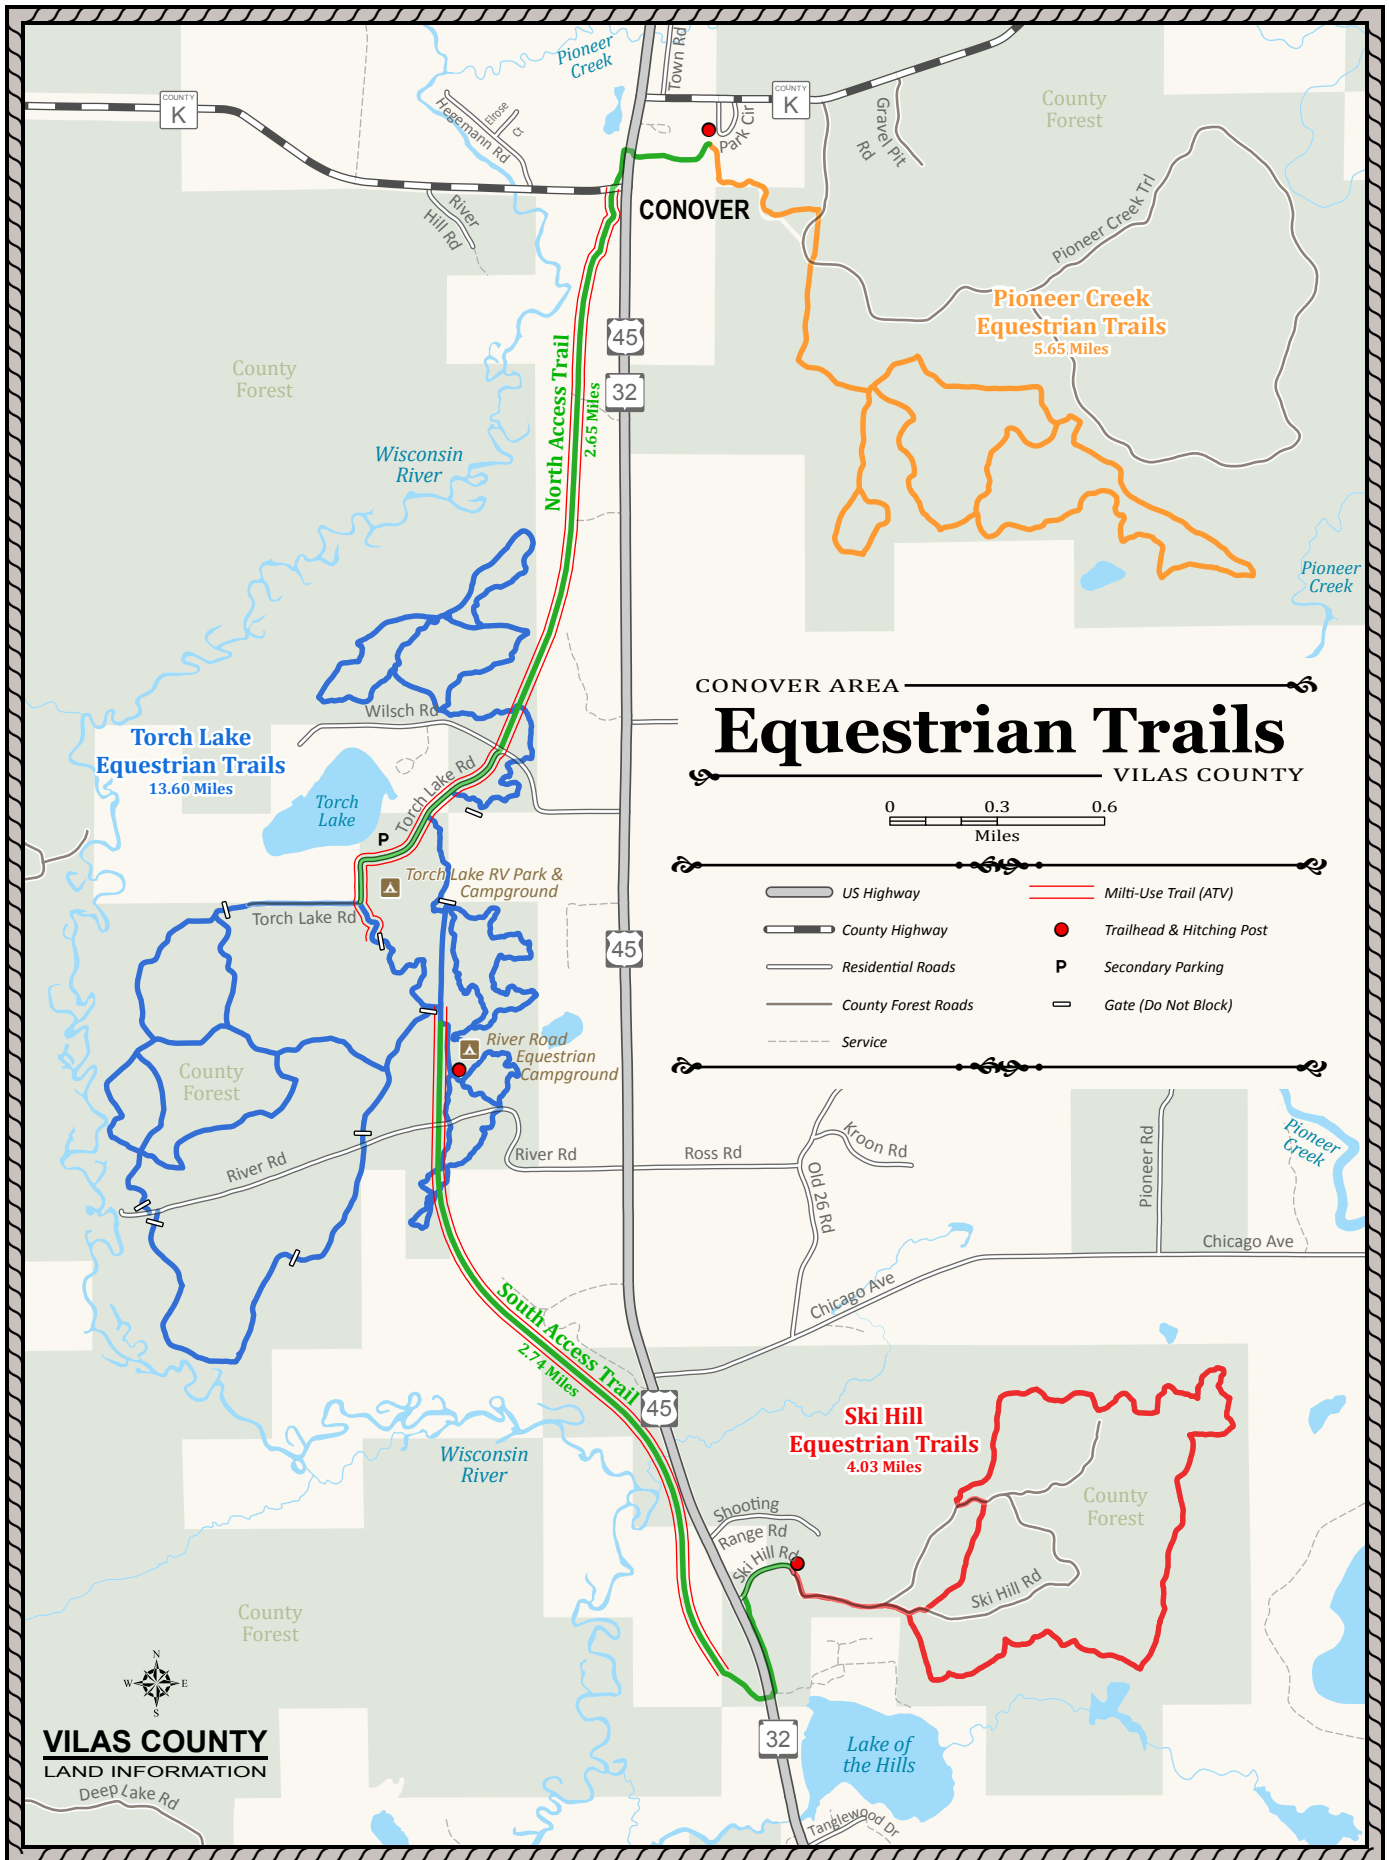 Pioneer
Creek
Town Rd
COUNTY
K
COUNTY
K
Hegemann Rd
Elrose
Ct
Park Cir
Gravel Pit
Rd
County
Forest
CONOVER
River
Hill Rd
Pioneer Creek Trl
Pioneer Creek
Equestrian Trails
5.65 Miles
45
32
North Access Trail
2.65 Miles
County
Forest
Wisconsin
River
Pioneer
Creek
CONOVER AREA
Equestrian Trails
VILAS COUNTY
0
0.3
0.6
Miles
US Highway
County Highway
Residential Roads
County Forest Roads
Service
Milti-Use Trail (ATV)
Trailhead & Hitching Post
P
Secondary Parking
Gate (Do Not Block)
Wilsch Rd
Torch Lake
Equestrian Trails
13.60 Miles
Torch
Lake
Torch Lake Rd
P
Torch Lake RV Park &
Campground
Torch Lake Rd
45
River Road
Equestrian
Campground
County
Forest
River Rd
River Rd
Ross Rd
Kroon Rd
Old 26 Rd
Pioneer Rd
Pioneer
Creek
Chicago Ave
Chicago Ave
South Access Trail
2.74 Miles
45
Wisconsin
River
Ski Hill
Equestrian Trails
4.03 Miles
County
Forest
Shooting
Range Rd
Ski Hill Rd
Ski Hill Rd
County
Forest
N
W
E
S
VILAS COUNTY
LAND INFORMATION
Deep Lake Rd
32
Lake of
the Hills
Tanglewood Dr